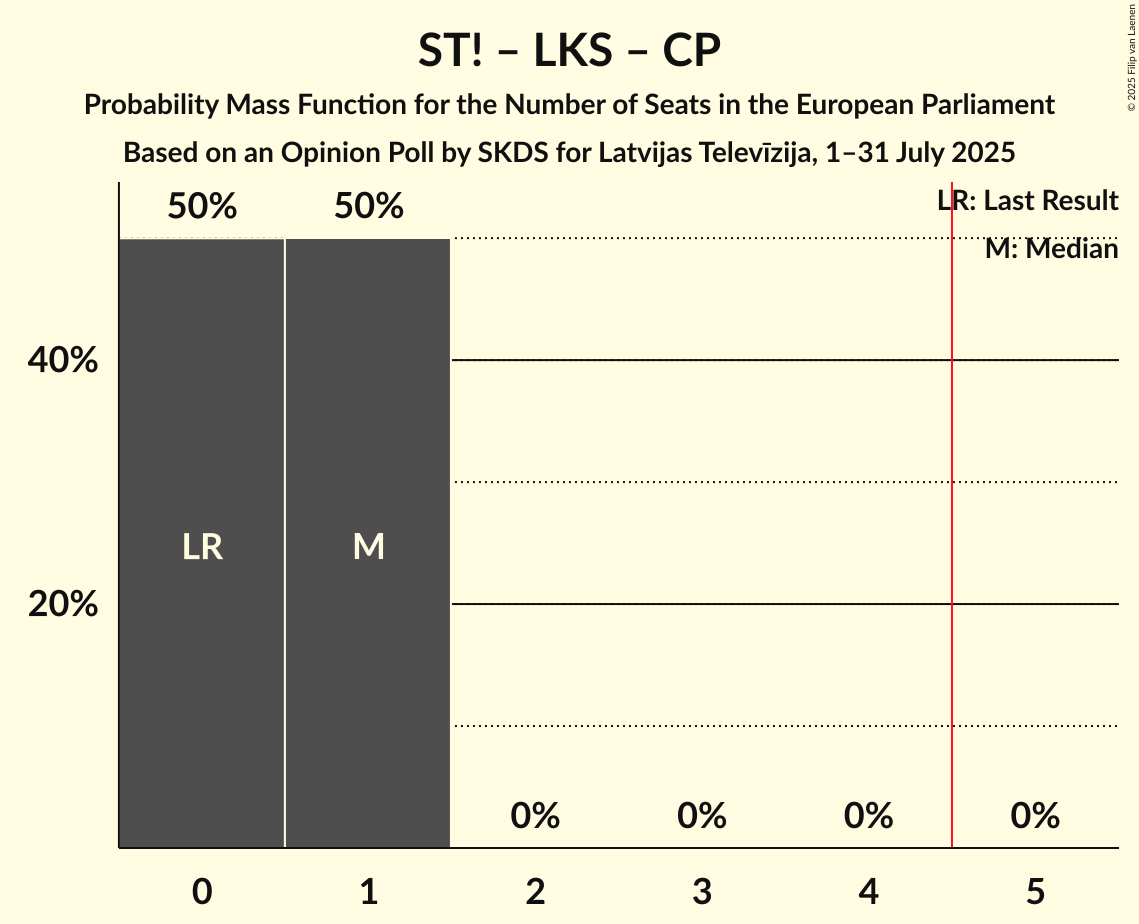 ST! – LKS – CP
Probability Mass Function for the Number of Seats in the European Parliament
Based on an Opinion Poll by SKDS for Latvijas Televīzija, 1–31 July 2025
© 2025 Filip van Laenen
LR: Last Result
M: Median
50% 50%
40%
LR M
20%
0% 0% 0% 0%
0 1 2 3 4 5